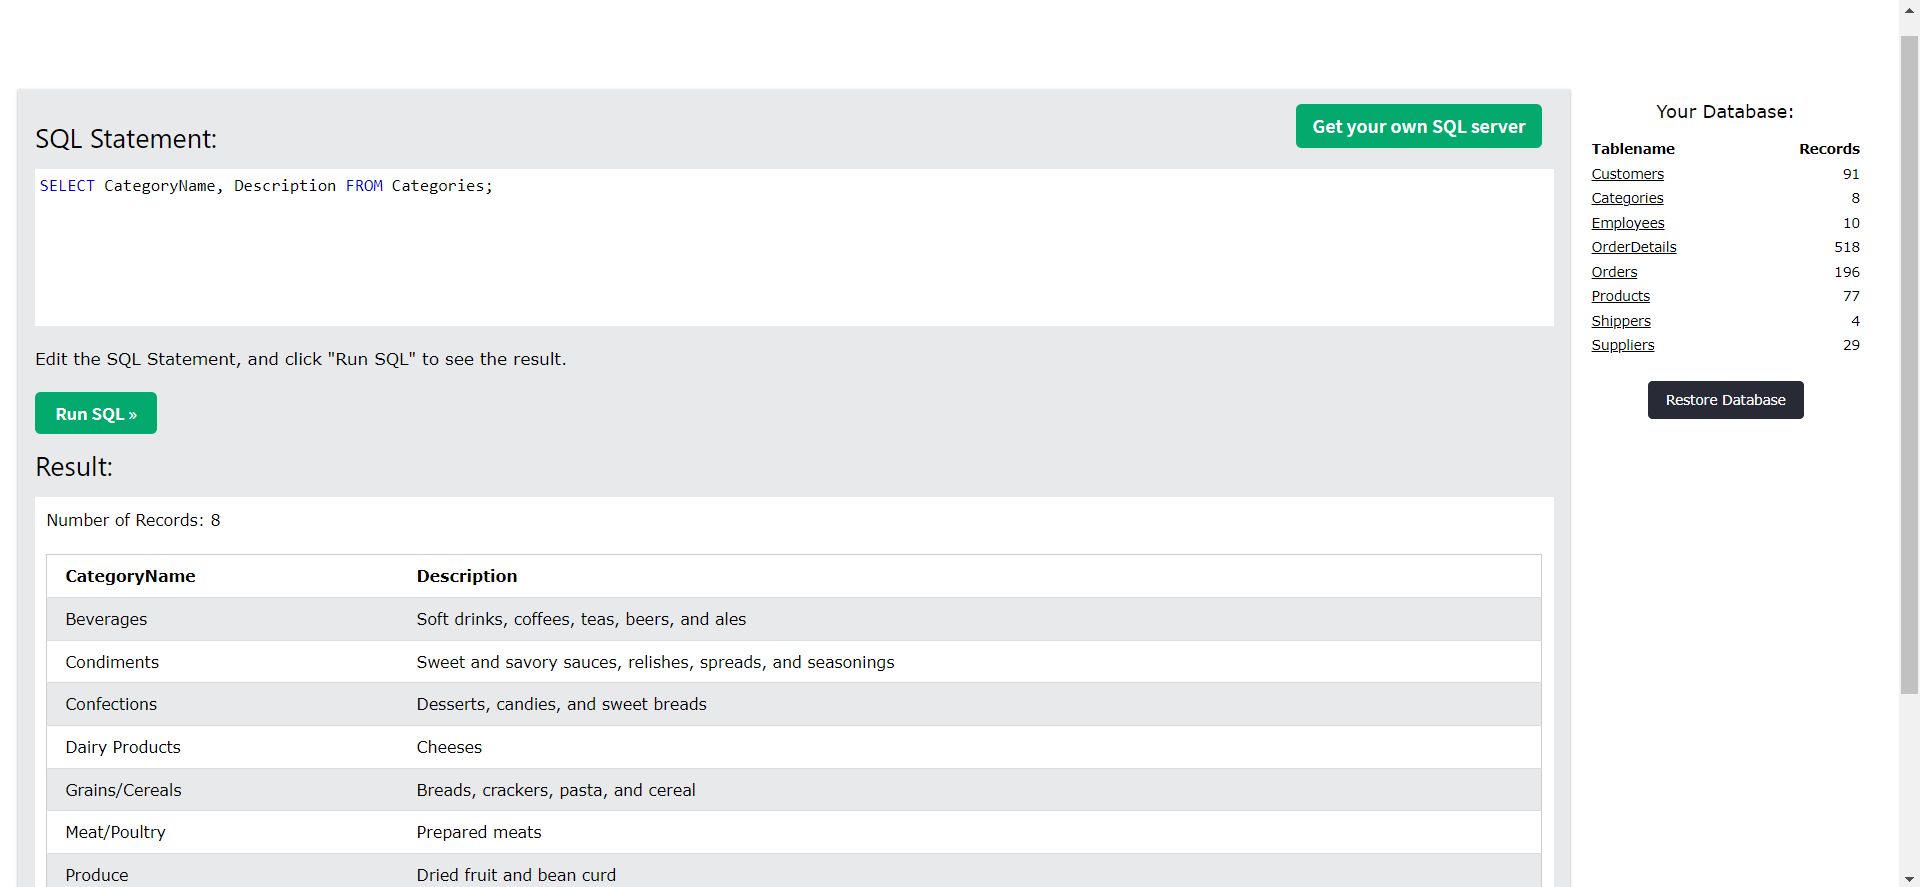 SQL Statement:
Get your own SQL server
SELECT CategoryName, Description FROM Categories;
Edit the SQL Statement, and click "Run SQL" to see the result.
Run SQL »
Result:
Number of Records: 8
CategoryName Description
Beverages Soft drinks, coffees, teas, beers, and ales
Condiments Sweet and savory sauces, relishes, spreads, and seasonings
Confections Desserts, candies, and sweet breads
Dairy Products Cheeses
Grains/Cereals Breads, crackers, pasta, and cereal
Meat/Poultry Prepared meats
Produce Dried fruit and bean curd
Your Database:
Tablename Records
Customers 91
Categories 8
Employees 10
OrderDetails 518
Orders 196
Products 77
Shippers 4
Suppliers 29
Restore Database